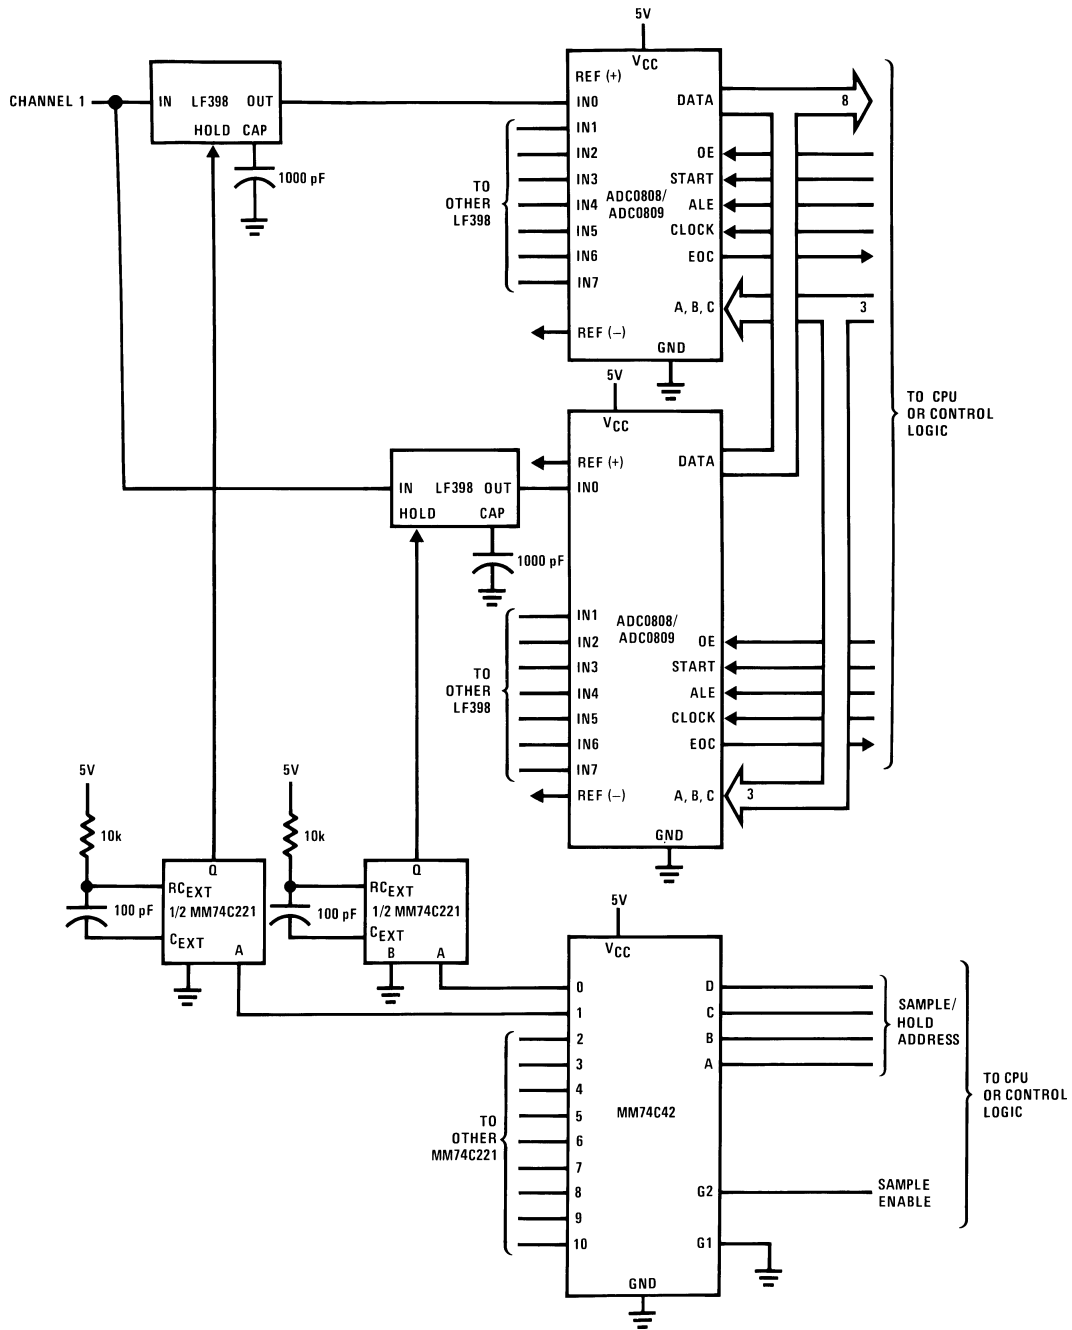 5V
VCC
REF (+)
CHANNEL 1
IN LF398 OUT
HOLD CAP
1000 pF
IN0
IN1
IN2
IN3
IN4
IN5
IN6
IN7
REF (−)
TO
OTHER
LF398
ADC0808/
ADC0809
DATA
OE
START
ALE
CLOCK
EOC
A, B, C
GND
8
3
5V
VCC
REF (+)
IN0
DATA
IN LF398 OUT
HOLD CAP
1000 pF
IN1
IN2
IN3
IN4
IN5
IN6
IN7
REF (−)
TO
OTHER
LF398
ADC0808/
ADC0809
OE
START
ALE
CLOCK
EOC
A, B, C
3
GND
TO CPU
OR CONTROL
LOGIC
5V
10k
100 pF
Q
RCEXT
1/2 MM74C221
CEXT
A
5V
10k
100 pF
Q
RCEXT
1/2 MM74C221
CEXT
B A
5V
VCC
0
1
2
3
4
5
6
7
8
9
10
TO
OTHER
MM74C221
MM74C42
D
C
B
A
G2
G1
GND
SAMPLE/
HOLD
ADDRESS
SAMPLE
ENABLE
TO CPU
OR CONTROL
LOGIC